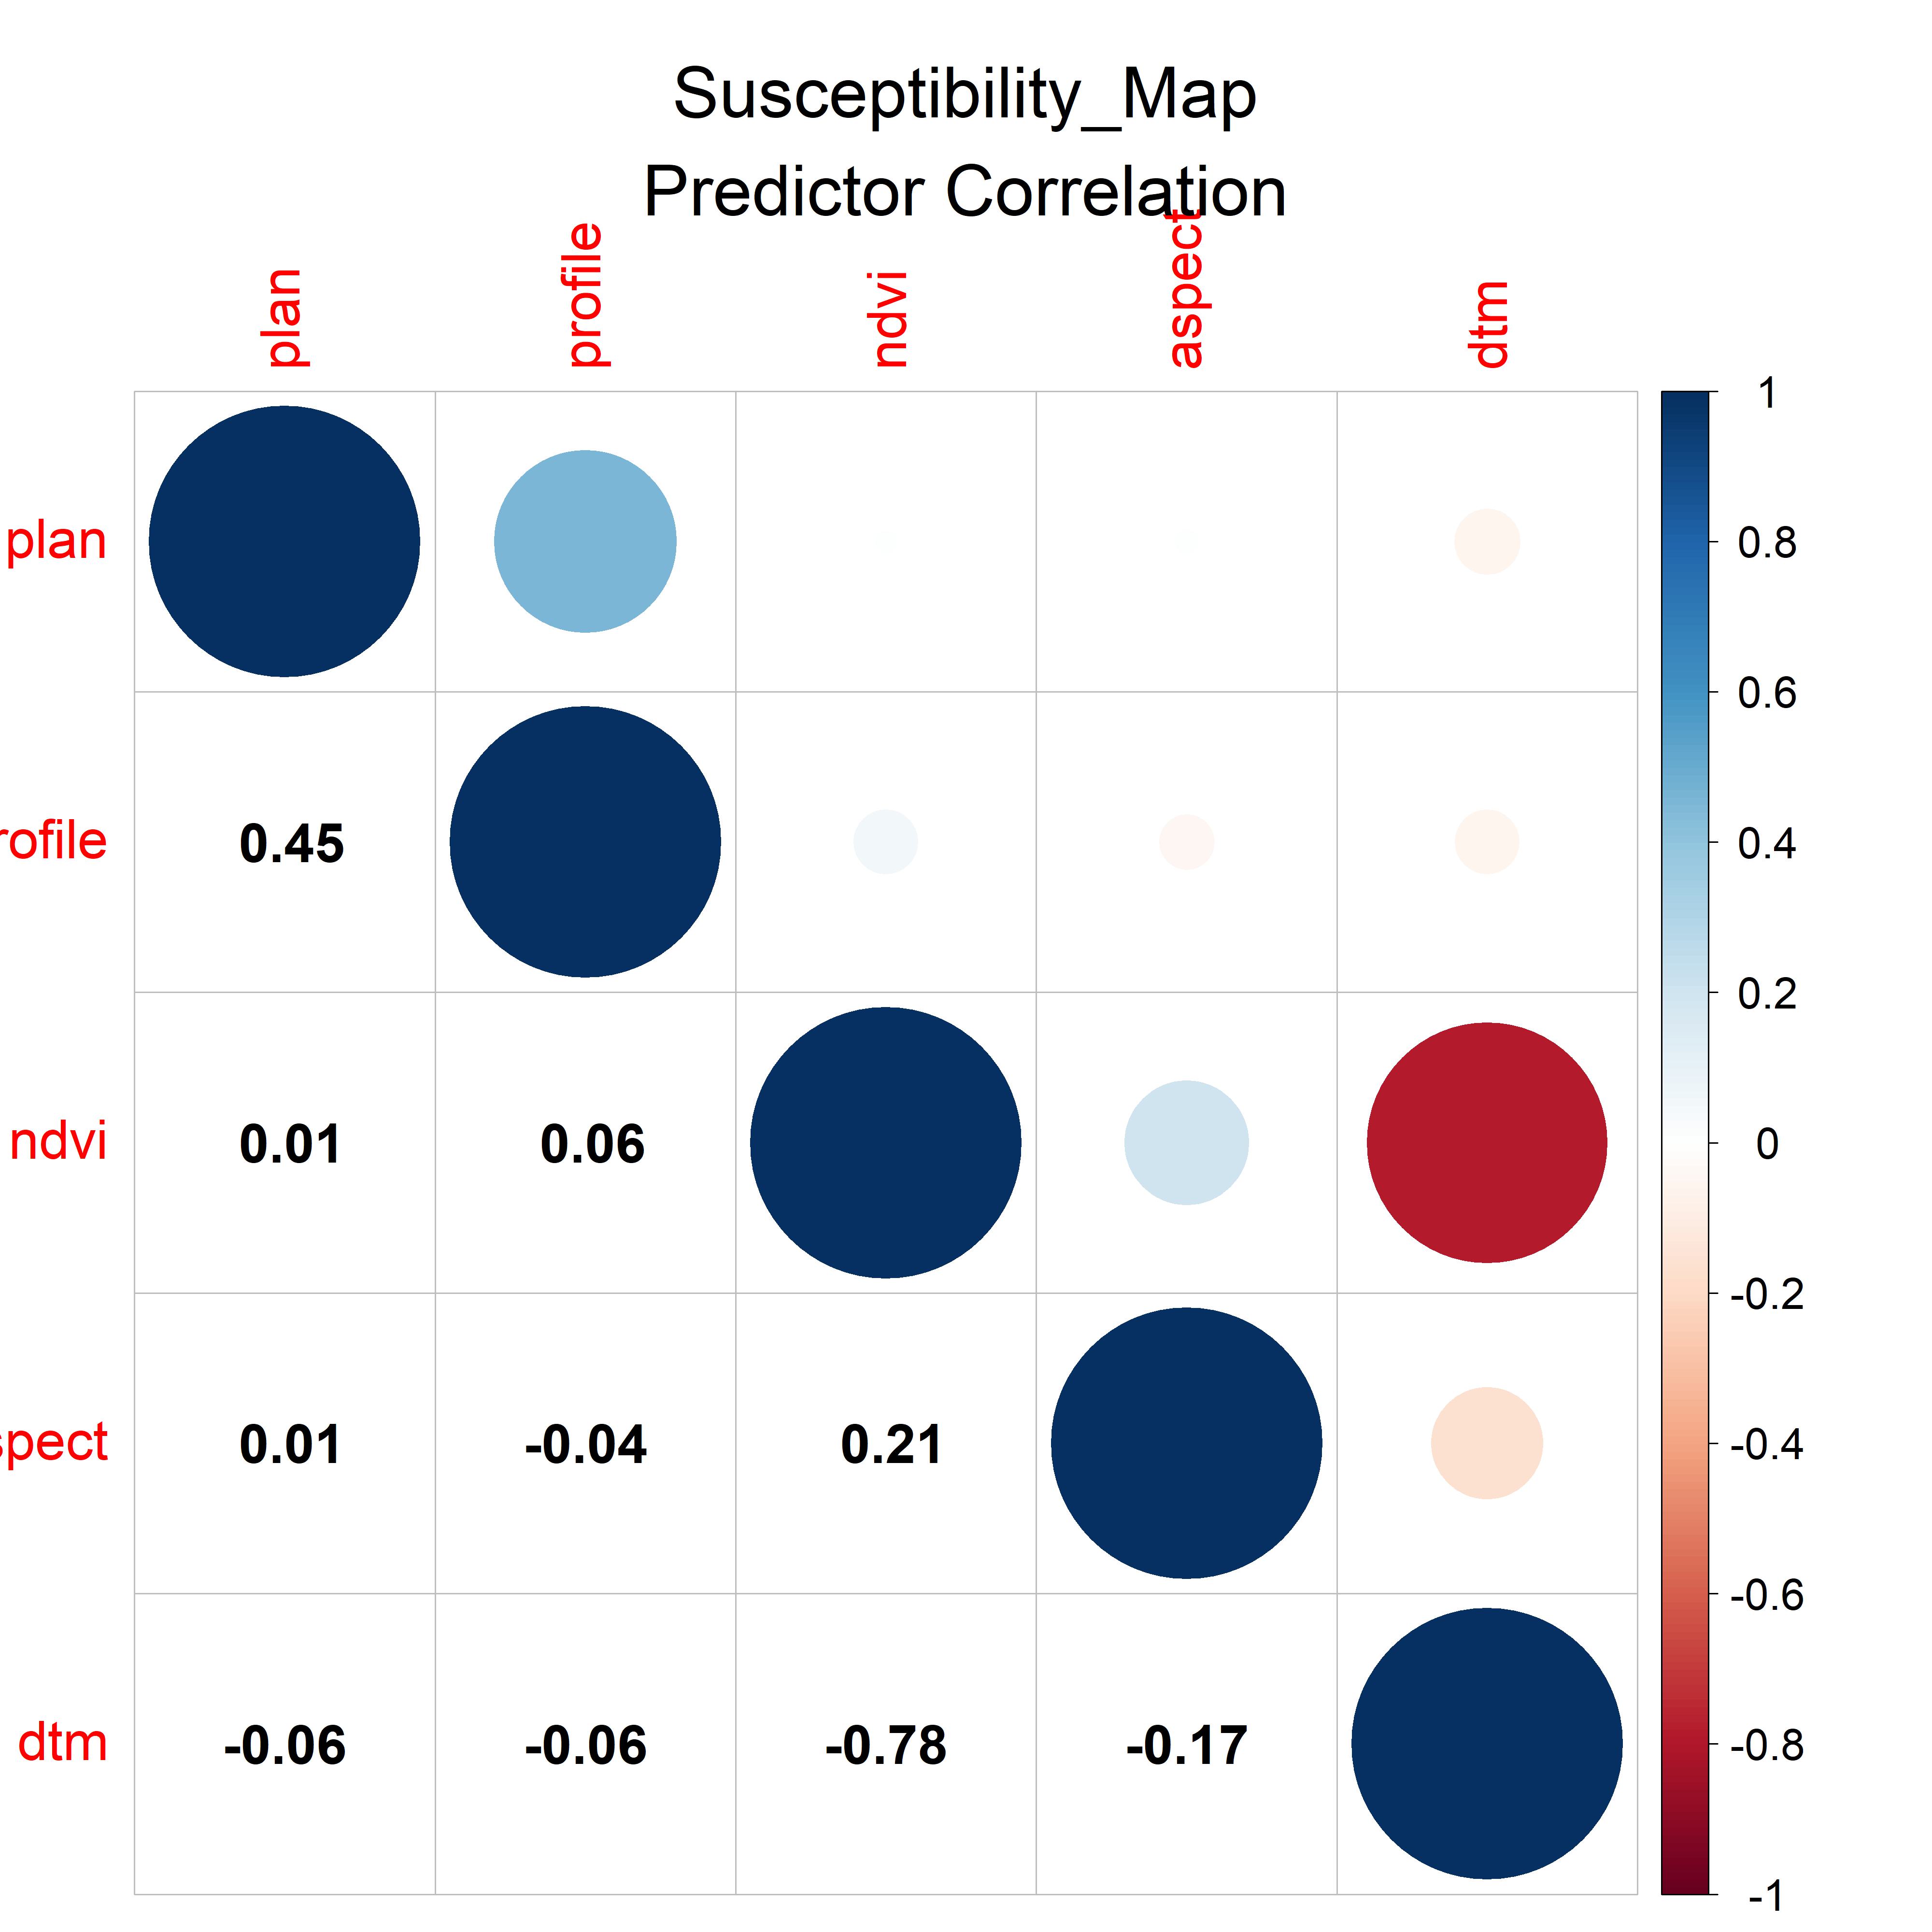 Susceptibility_Map
Predictor Correlation
plan profile ndvi aspect dtm
1
plan
0.8
0.6
rofile 0.45 0.4
0.2
ndvi 0.01 0.06 0
-0.2
spect 0.01 -0.04 0.21 -0.4
-0.6
dtm -0.06 -0.06 -0.78 -0.17 -0.8
-1